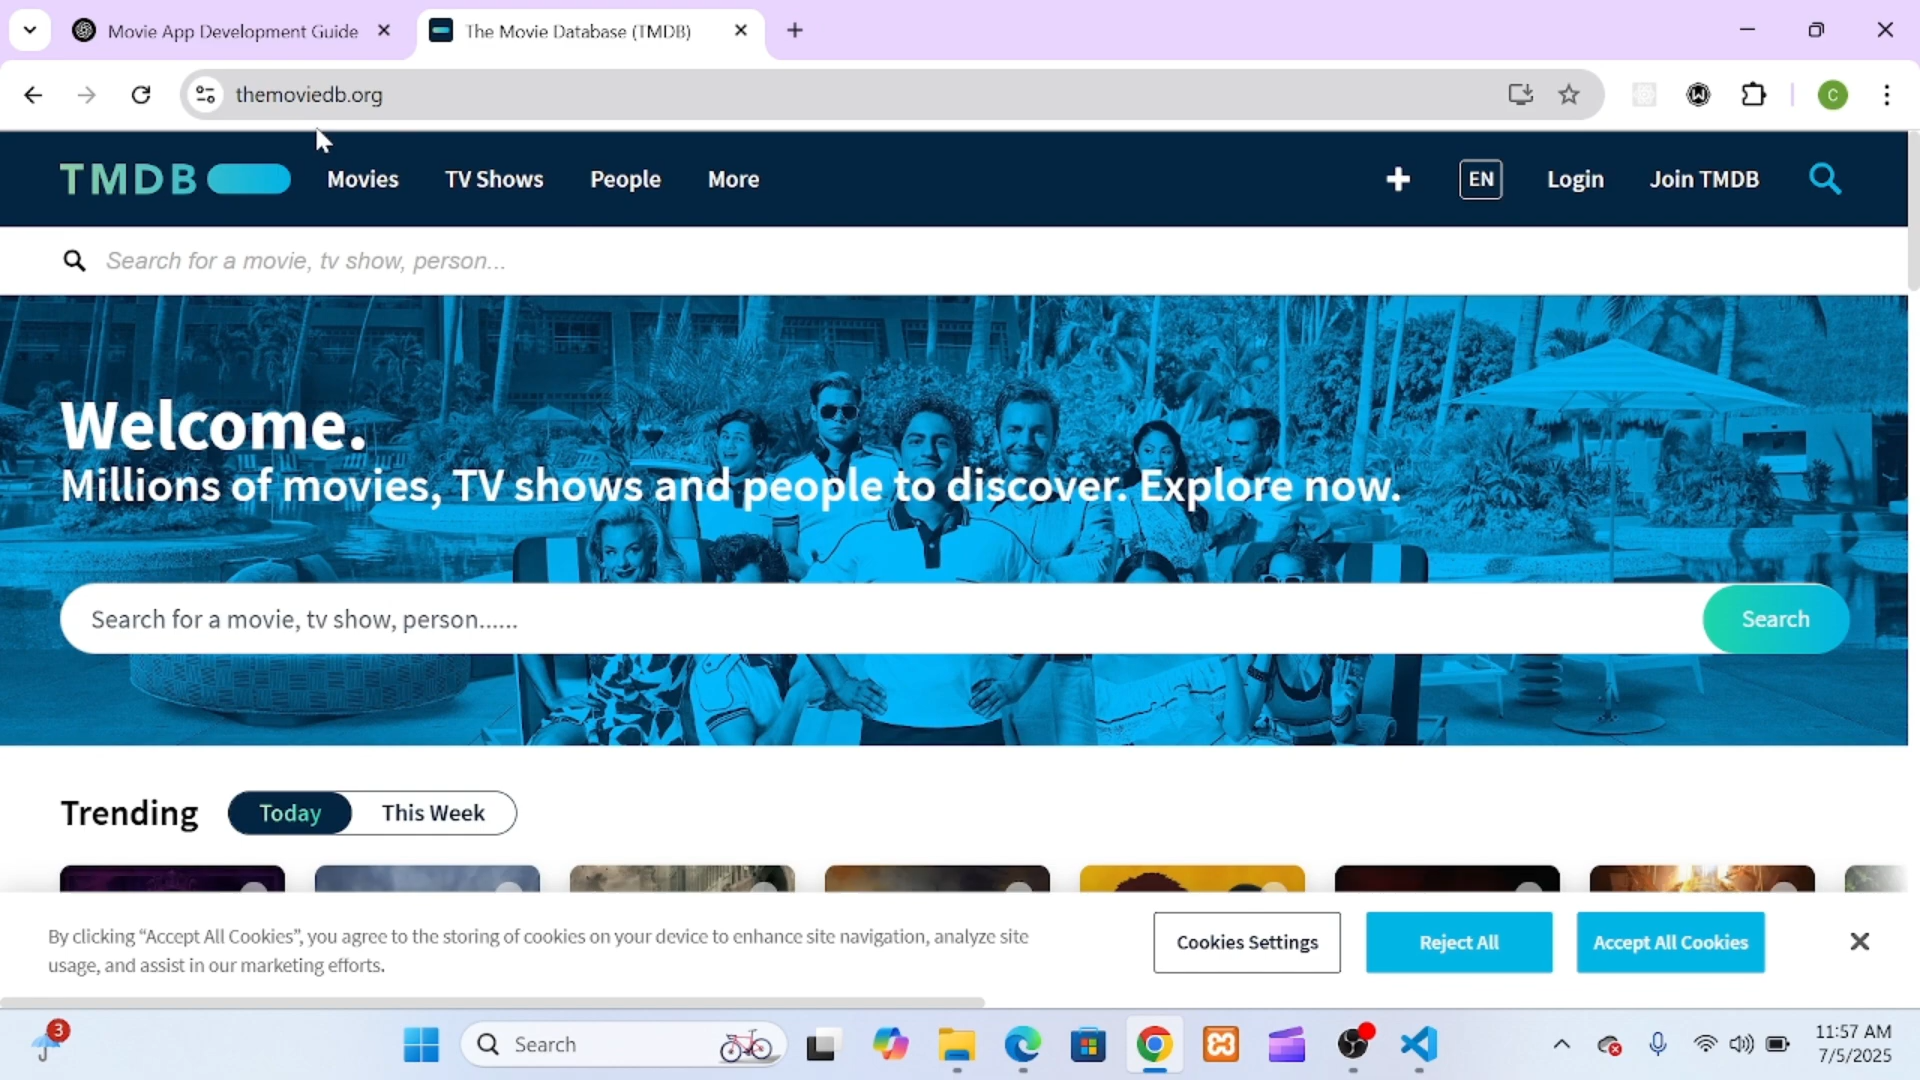 Movie App Development Guide
The Movie Database (TMDB)
themoviedb.org
C
TMDB
Movies
TV Shows
People
More
EN
Login
Join TMDB
Search for a movie, tv show, person...
Welcome.
Millions of movies, TV shows and people to discover. Explore now.
Search for a movie, tv show, person......
Search
Trending
Today
This Week
By clicking “Accept All Cookies”, you agree to the storing of cookies on your device to enhance site navigation, analyze site
usage, and assist in our marketing efforts.
Cookies Settings
Reject All
Accept All Cookies
3
Search
11:57 AM
7/5/2025